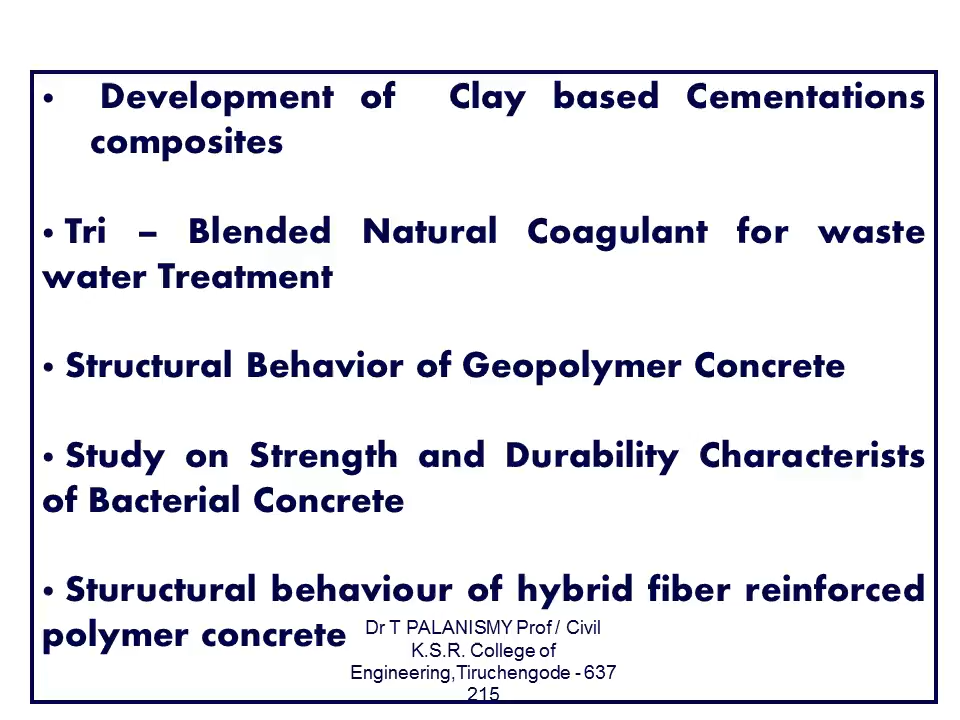 • Development of Clay based Cementations
composites
• Tri – Blended Natural Coagulant for waste
water Treatment
• Structural Behavior of Geopolymer Concrete
• Study on Strength and Durability Characterists
of Bacterial Concrete
• Stuructural behaviour of hybrid fiber reinforced
polymer concrete
Dr T PALANISMY Prof / Civil
K.S.R. College of
Engineering,Tiruchengode - 637
215